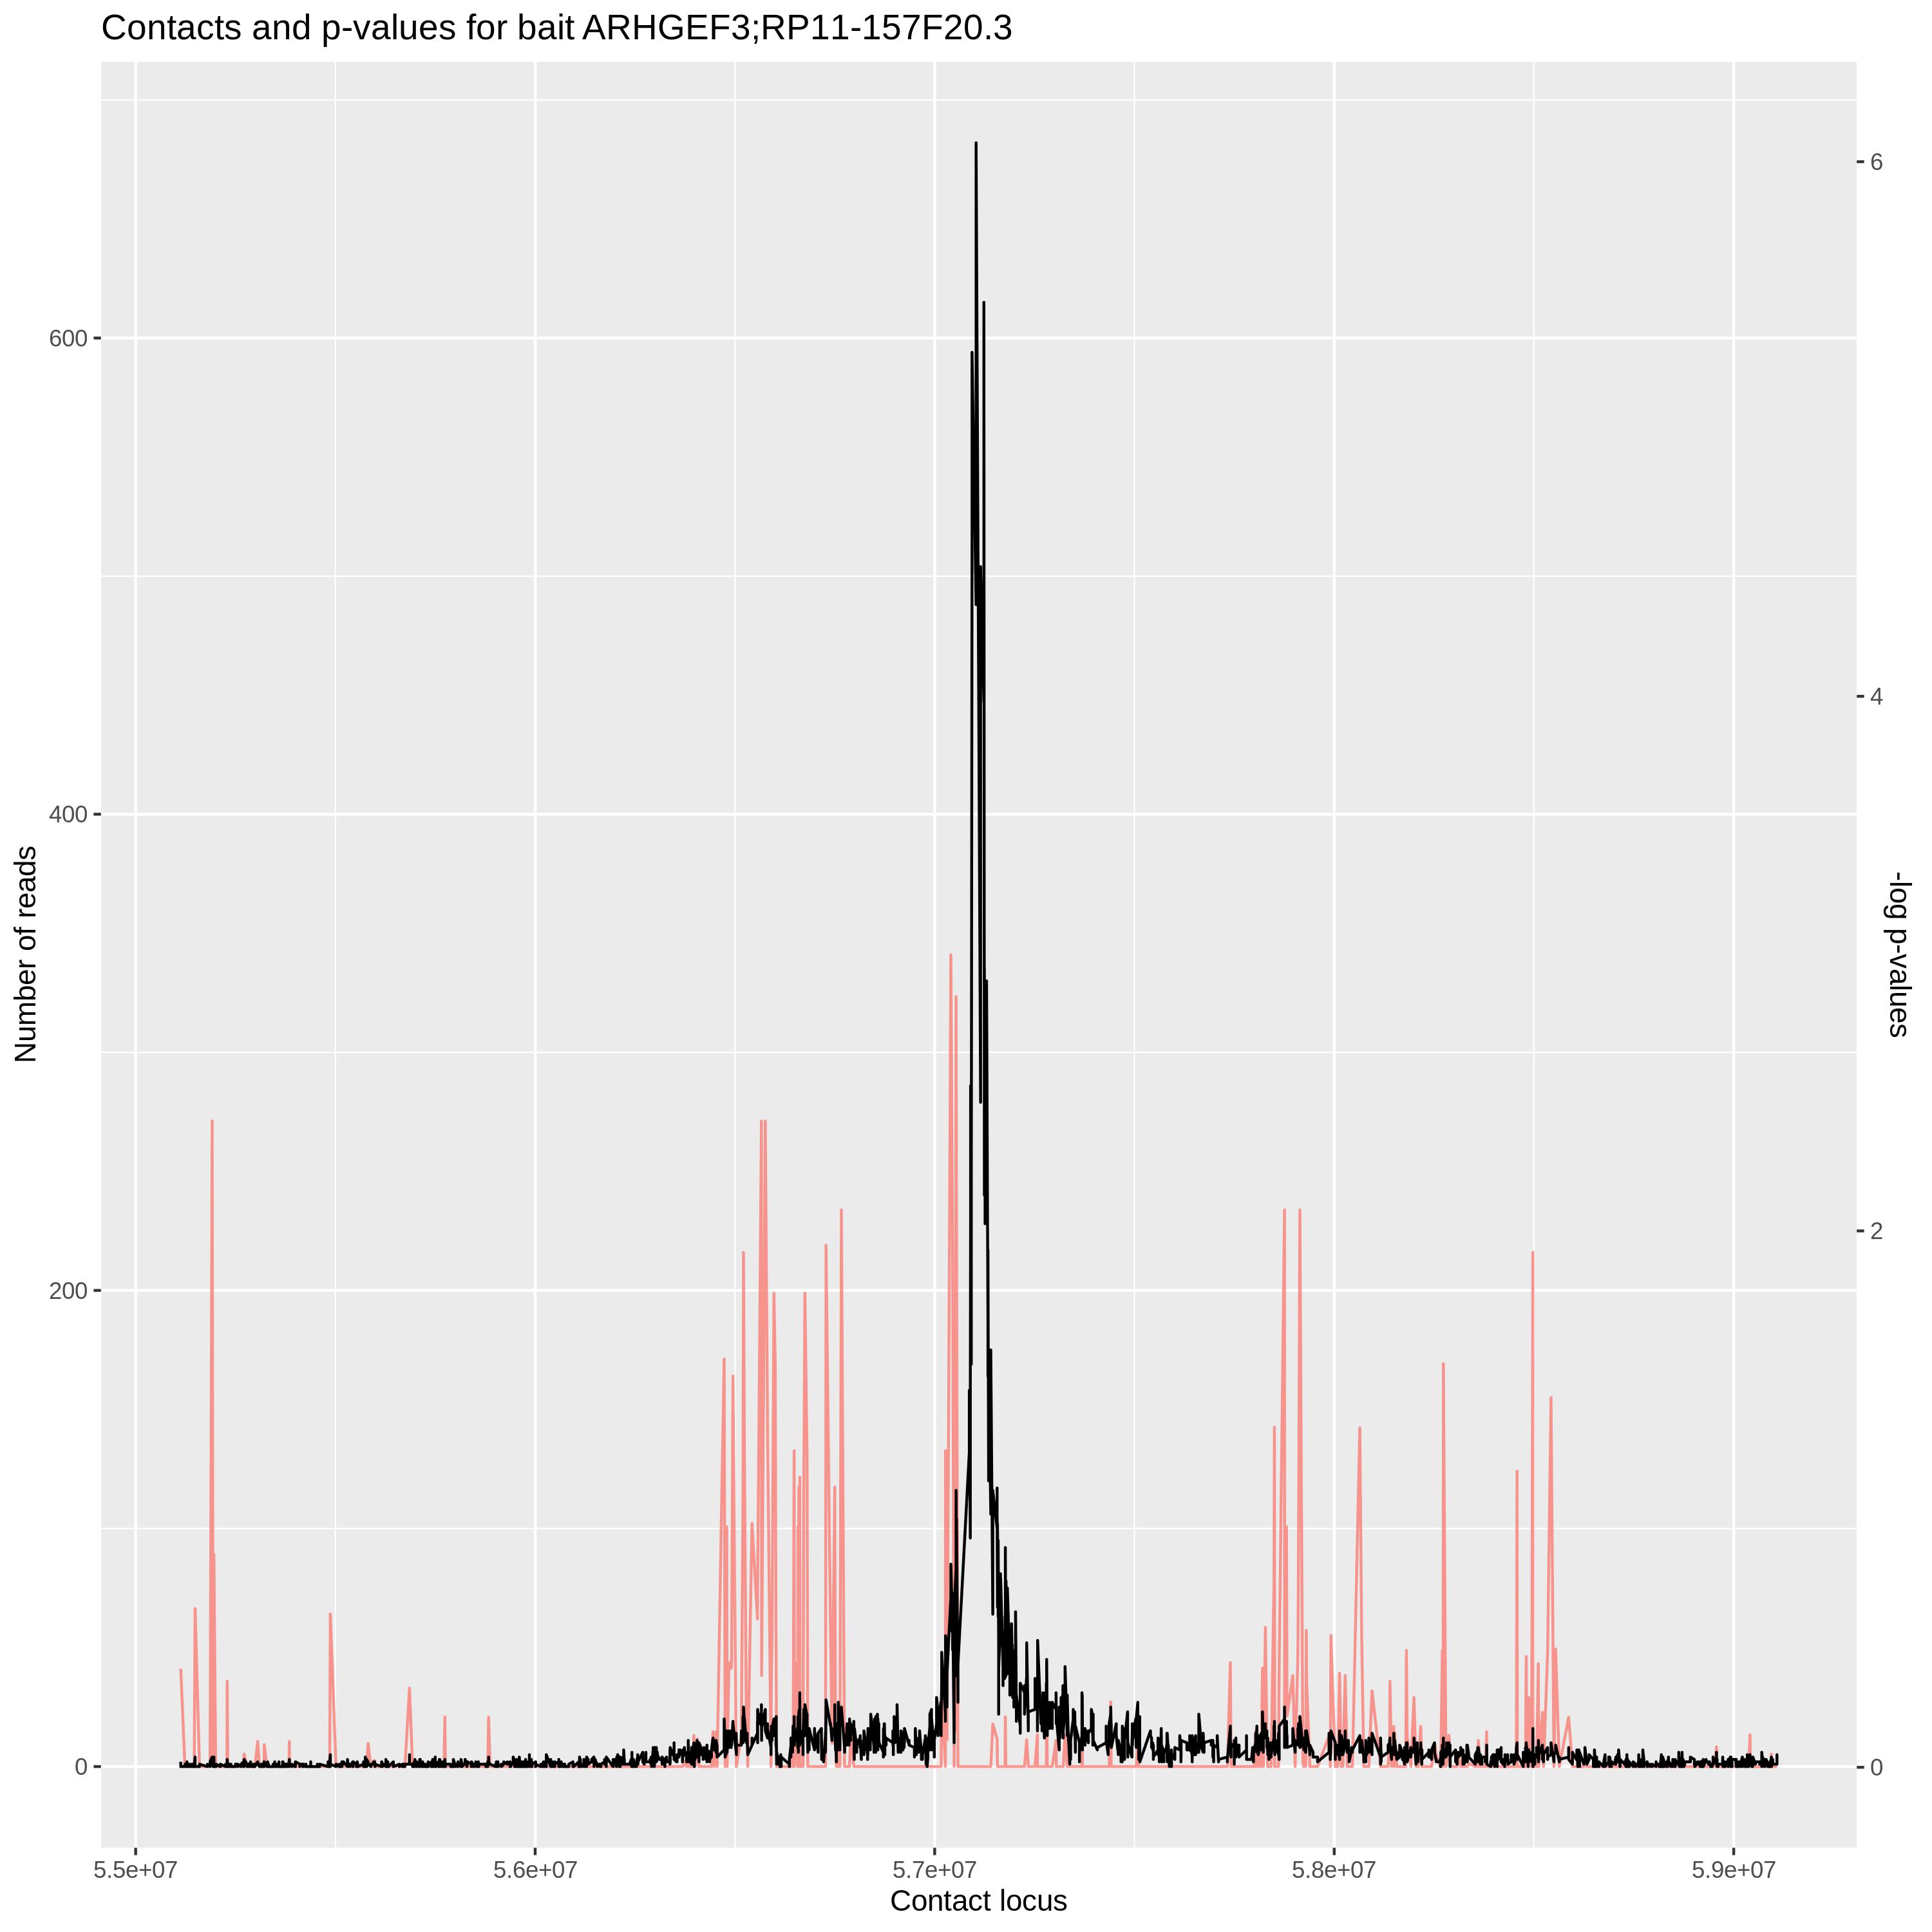 Contacts and p-values for bait ARHGEF3;RP11-157F20.3
6
600
4
400
Number of reads
-log p-values
2
200
0
0
5.5e+07 5.6e+07 5.7e+07 5.8e+07 5.9e+07
Contact locus